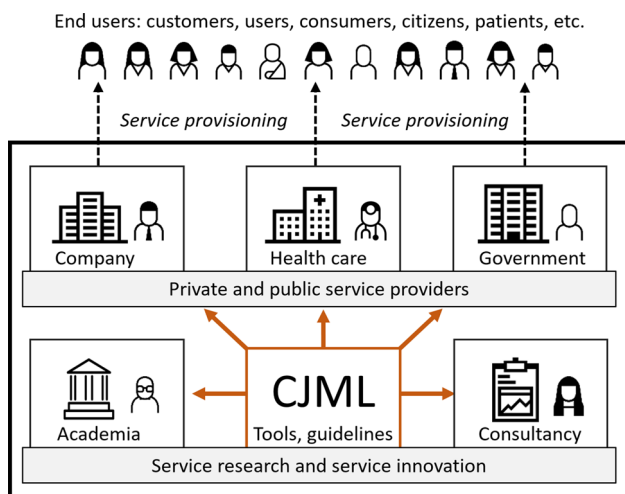 End users: customers, users, consumers, citizens, patients, etc.
Service provisioning
Service provisioning
Company
Health care
Government
Private and public service providers
CJML
Tools, guidelines
Academia
Consultancy
Service research and service innovation